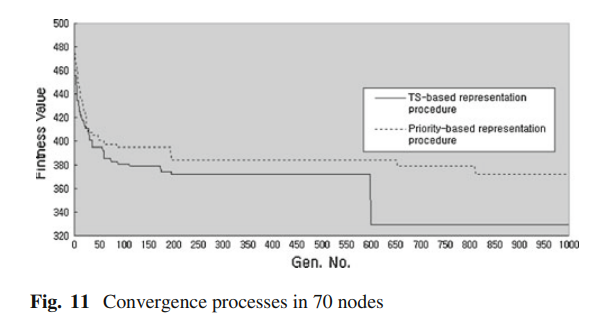 500
480
460
440
420
400
380
360
340
320
Fintness Value
TS-based representation
procedure
Priority-based representation
procedure
0 50 100 150 200 250 300 350 400 450 500 550 600 650 700 750 800 850 900 950 1000
Gen. No.
Fig. 11 Convergence processes in 70 nodes